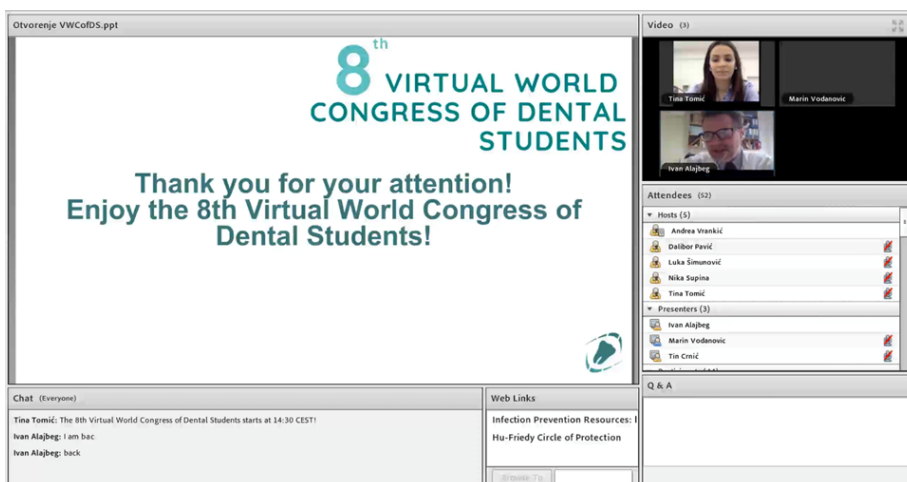 Otvorenje VWCofDS.ppt
8th VIRTUAL WORLD
CONGRESS OF DENTAL
STUDENTS
Thank you for your attention!
Enjoy the 8th Virtual World Congress of
Dental Students!
Video (3)
Tina Tomić
Marin Vodanovic
Ivan Alajbeg
Attendees (52)
Hosts (5)
Andrea Vrankić
Dalibor Pavić
Luka Šimunović
Nika Supina
Tina Tomić
Presenters (3)
Ivan Alajbeg
Marin Vodanovic
Tin Crnić
Chat (Everyone)
Tina Tomić: The 8th Virtual World Congress of Dental Students starts at 14:30 CEST!
Ivan Alajbeg: I am bac
Ivan Alajbeg: back
Web Links
Infection Prevention Resources:
Hu-Friedy Circle of Protection
Browse To
Q & A